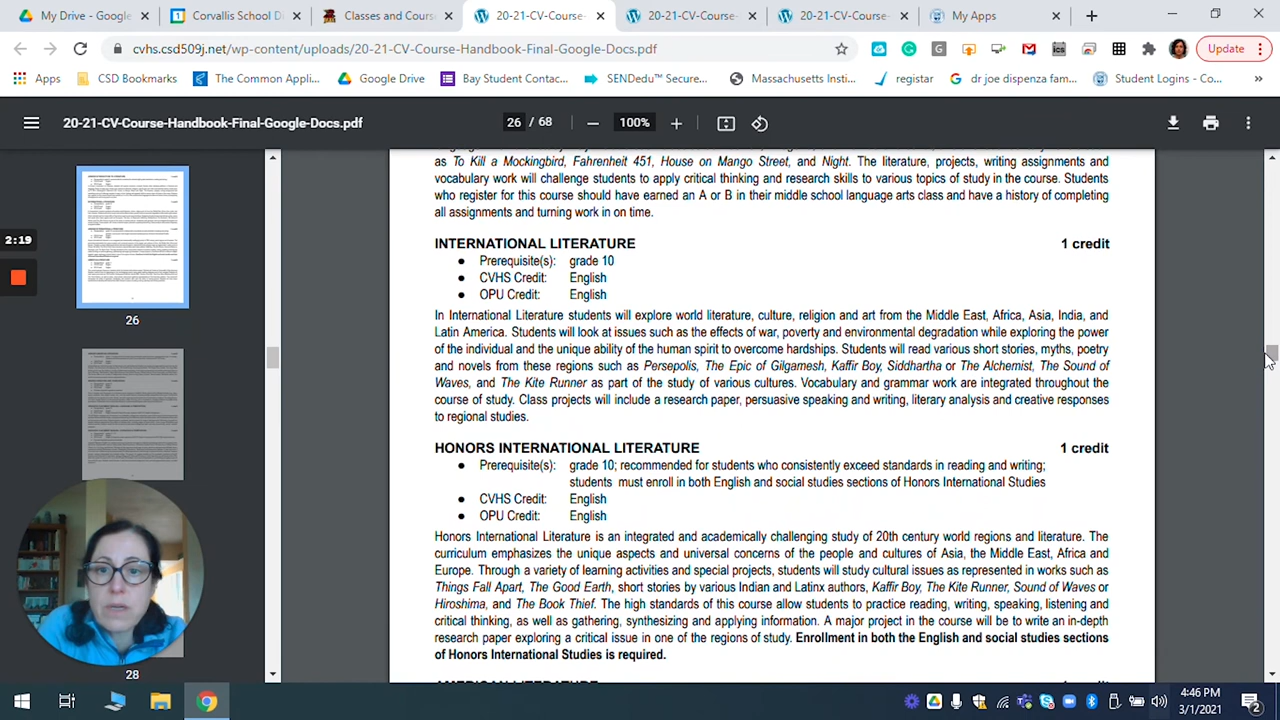 My Drive - Google
Corvallis School D
Classes and Cours
20-21-CV-Course-
20-21-CV-Course-
20-21-CV-Course-
My Apps
cvhs.csd509j.net/wp-content/uploads/20-21-CV-Course-Handbook-Final-Google-Docs.pdf
Update
Apps
CSD Bookmarks
The Common Appli...
Google Drive
Bay Student Contac...
SENDedu™ Secure...
Massachusetts Insti...
registar
dr joe dispenza fam...
Student Logins - Co...
20-21-CV-Course-Handbook-Final-Google-Docs.pdf
26 / 68
100%
as To Kill a Mockingbird, Fahrenheit 451, House on Mango Street, and Night. The literature, projects, writing assignments and
vocabulary work will challenge students to apply critical thinking and research skills to various topics of study in the course. Students
who register for this course should have earned an A or B in their middle school language arts class and have a history of completing
all assignments and turning work in on time.
INTERNATIONAL LITERATURE 1 credit
● Prerequisite(s): grade 10
● CVHS Credit: English
● OPU Credit: English
In International Literature students will explore world literature, culture, religion and art from the Middle East, Africa, Asia, India, and
Latin America. Students will look at issues such as the effects of war, poverty and environmental degradation while exploring the power
of the individual and the unique ability of the human spirit to overcome hardships. Students will read various short stories, myths, poetry
and novels from these regions such as Persepolis, The Epic of Gilgamesh, Kaffir Boy, Siddhartha or The Alchemist, The Sound of
Waves, and The Kite Runner as part of the study of various cultures. Vocabulary and grammar work are integrated throughout the
course of study. Class projects will include a research paper, persuasive speaking and writing, literary analysis and creative responses
to regional studies.
HONORS INTERNATIONAL LITERATURE 1 credit
● Prerequisite(s): grade 10; recommended for students who consistently exceed standards in reading and writing;
students must enroll in both English and social studies sections of Honors International Studies
● CVHS Credit: English
● OPU Credit: English
Honors International Literature is an integrated and academically challenging study of 20th century world regions and literature. The
curriculum emphasizes the unique aspects and universal concerns of the people and cultures of Asia, the Middle East, Africa and
Europe. Through a variety of learning activities and special projects, students will study cultural issues as represented in works such as
Things Fall Apart, The Good Earth, short stories by various Indian and Latinx authors, Kaffir Boy, The Kite Runner, Sound of Waves or
Hiroshima, and The Book Thief. The high standards of this course allow students to practice reading, writing, speaking, listening and
critical thinking, as well as gathering, synthesizing and applying information. A major project in the course will be to write an in-depth
research paper exploring a critical issue in one of the regions of study. Enrollment in both the English and social studies sections
of Honors International Studies is required.
2:19
26
28
4:46 PM
3/1/2021
2